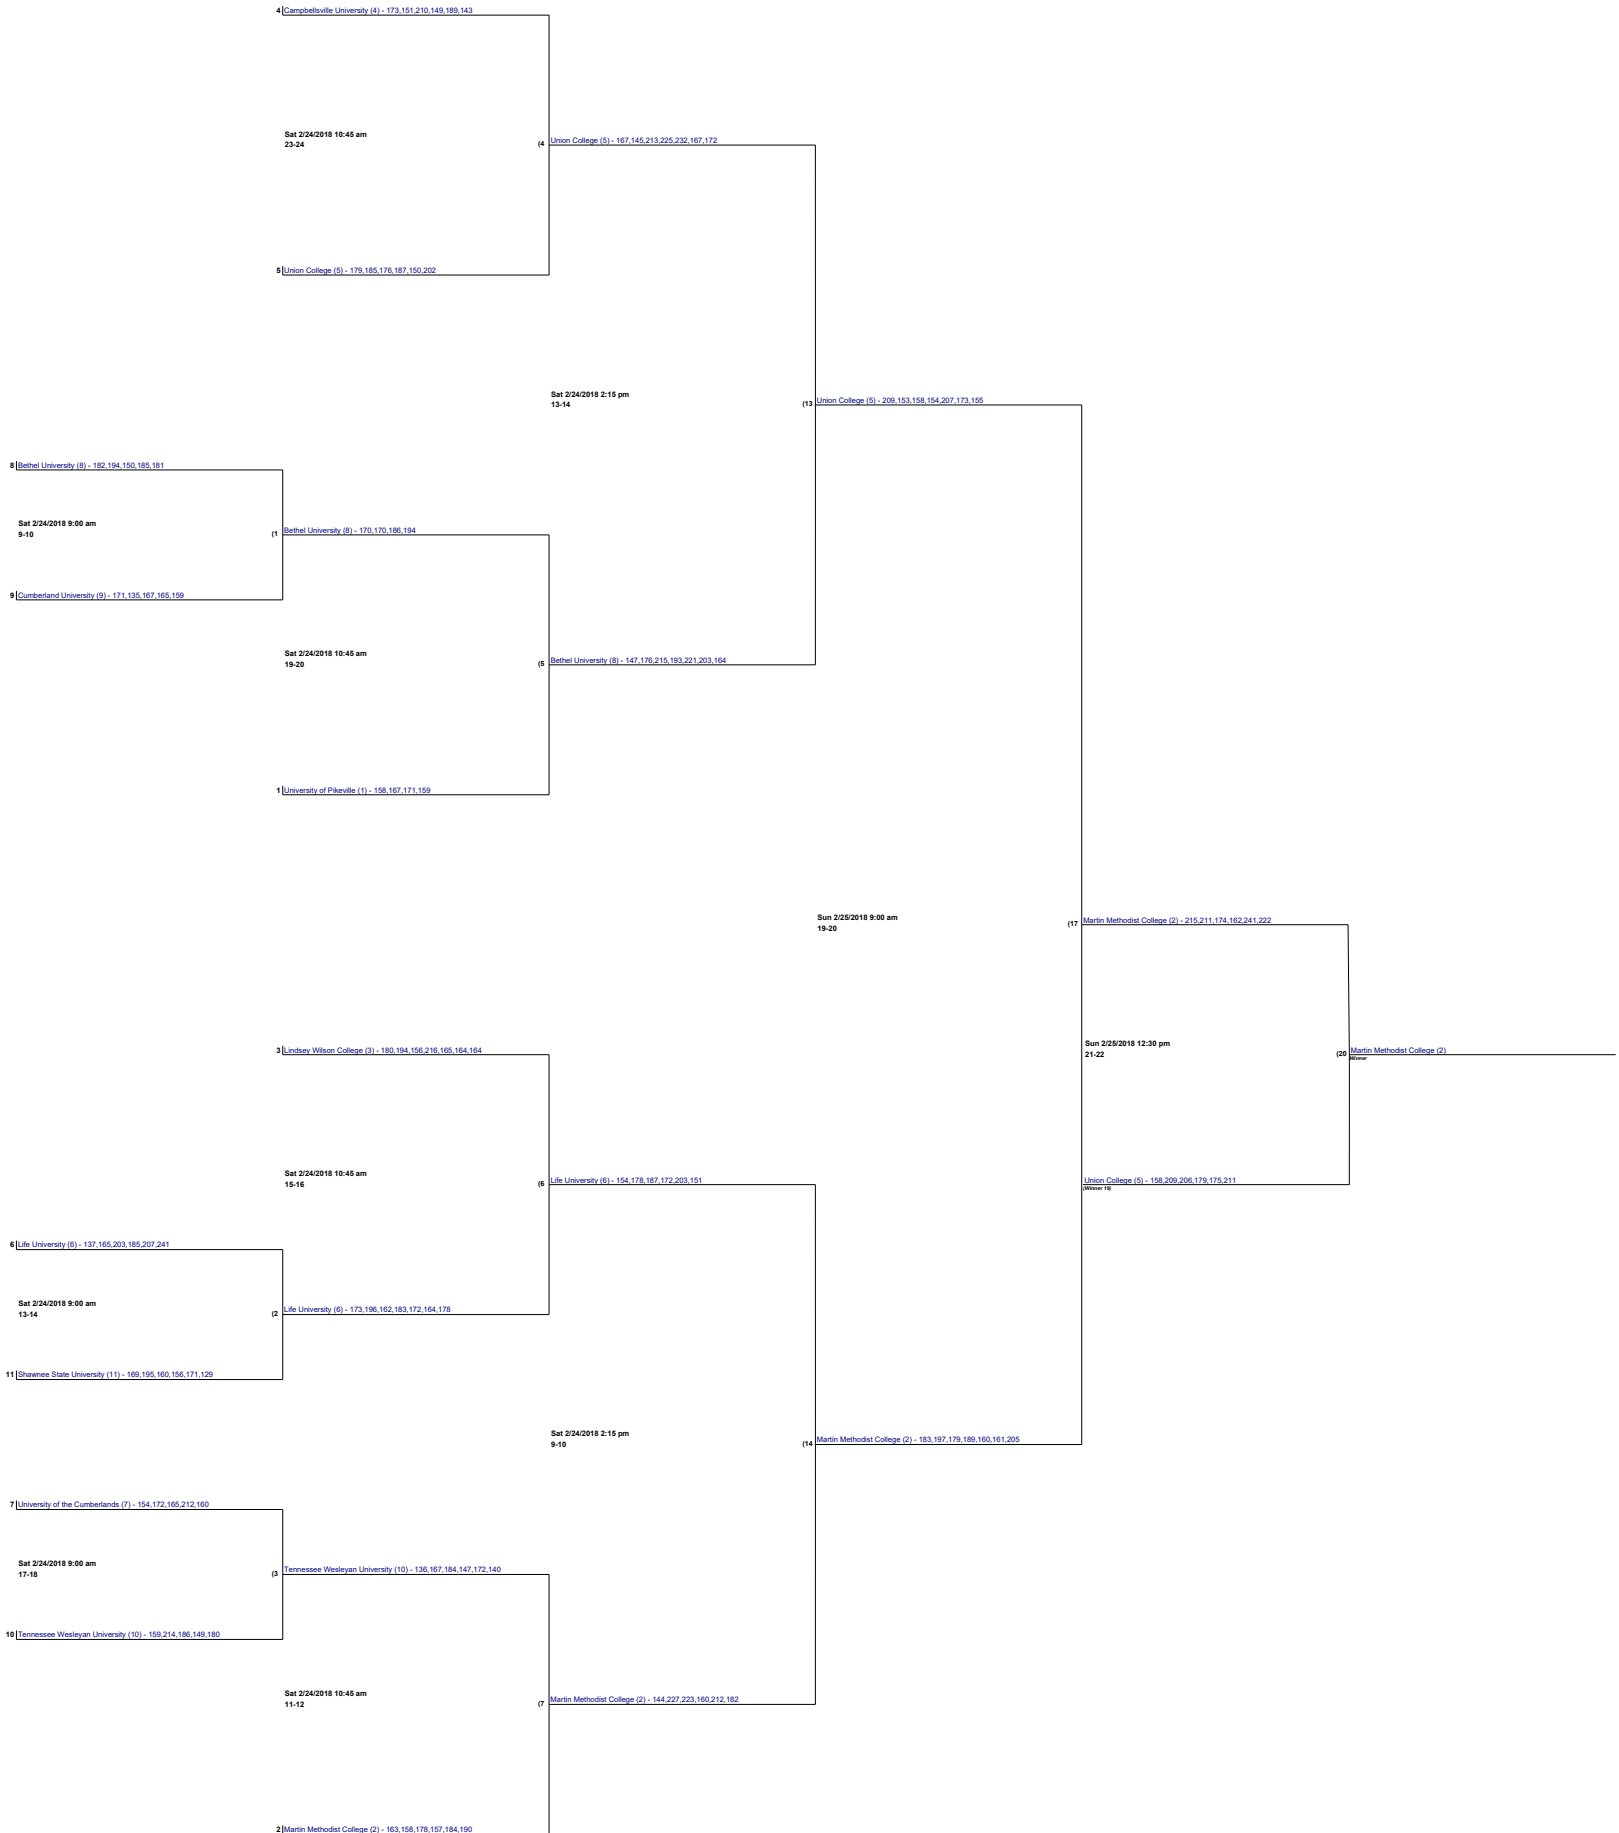 4 Campbellsville University (4) - 173,151,210,149,189,143
Sat 2/24/2018 10:45 am
23-24
(4 Union College (5) - 167,145,213,225,232,167,172
5 Union College (5) - 179,185,176,187,150,202
Sat 2/24/2018 2:15 pm
13-14
(13 Union College (5) - 209,153,158,154,207,173,155
8 Bethel University (8) - 182,194,150,185,181
Sat 2/24/2018 9:00 am
9-10
(1 Bethel University (8) - 170,170,186,194
9 Cumberland University (9) - 171,135,167,165,159
Sat 2/24/2018 10:45 am
19-20
(5 Bethel University (8) - 147,176,215,193,221,203,164
1 University of Pikeville (1) - 158,167,171,159
Sun 2/25/2018 9:00 am
19-20
(17 Martin Methodist College (2) - 215,211,174,162,241,222
3 Lindsey Wilson College (3) - 180,194,156,216,165,164,164
Sun 2/25/2018 12:30 pm
21-22
(20 Martin Methodist College (2)
Winner
Sat 2/24/2018 10:45 am
15-16
(6 Life University (6) - 154,178,187,172,203,151
Union College (5) - 158,209,206,179,175,211
(Winner 19)
6 Life University (6) - 137,165,203,185,207,241
Sat 2/24/2018 9:00 am
13-14
(2 Life University (6) - 173,196,162,183,172,164,178
11 Shawnee State University (11) - 169,195,160,156,171,129
Sat 2/24/2018 2:15 pm
9-10
(14 Martin Methodist College (2) - 183,197,179,189,160,161,205
7 University of the Cumberlands (7) - 154,172,165,212,160
Sat 2/24/2018 9:00 am
17-18
(3 Tennessee Wesleyan University (10) - 136,167,184,147,172,140
10 Tennessee Wesleyan University (10) - 159,214,186,149,180
Sat 2/24/2018 10:45 am
11-12
(7 Martin Methodist College (2) - 144,227,223,160,212,182
2 Martin Methodist College (2) - 163,158,178,157,184,190